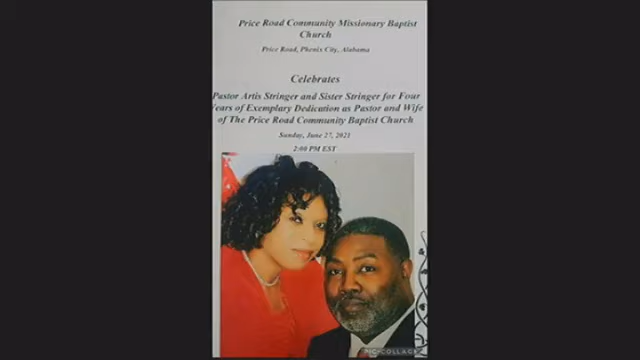 Price Road Community Missionary Baptist
Church
Price Road, Phenix City, Alabama
Celebrates
Pastor Artis Stringer and Sister Stringer for Four
Years of Exemplary Dedication as Pastor and Wife
of The Price Road Community Baptist Church
Sunday, June 27, 2021
2:00 PM EST
PIC•COLLAGE